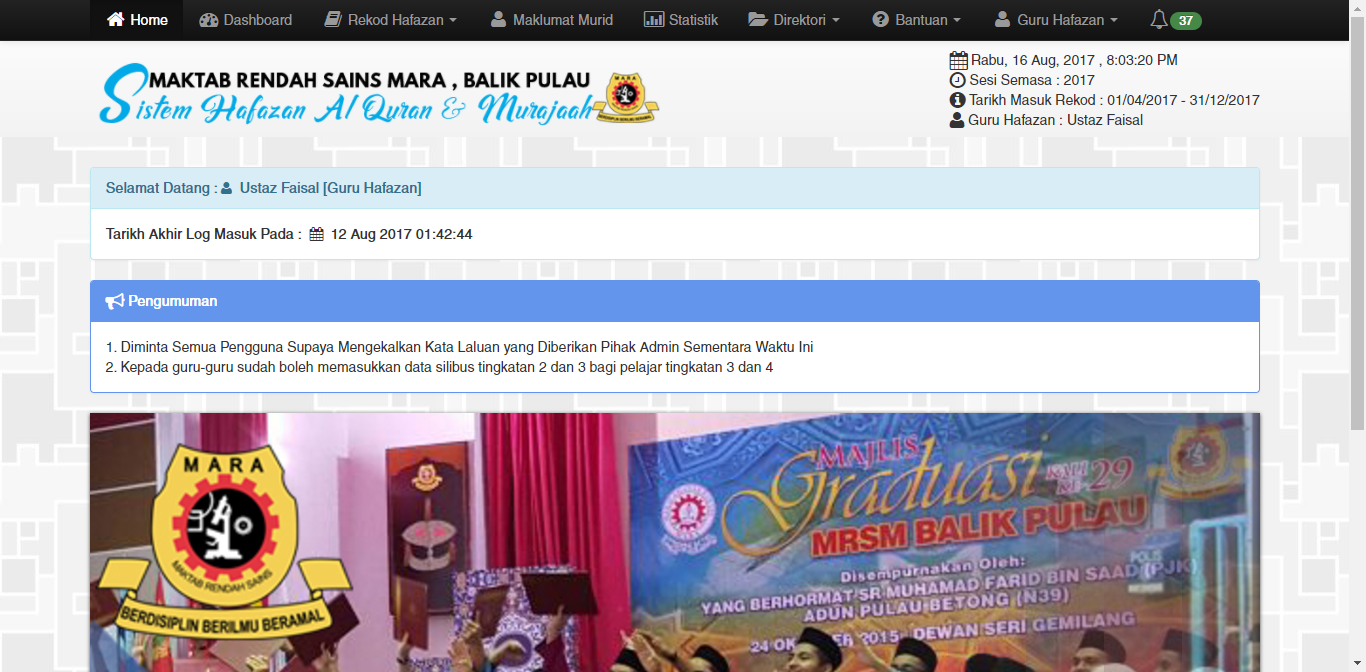 Home Dashboard Rekod Hafazan Maklumat Murid Statistik Direktori Bantuan Guru Hafazan 37
MAKTAB RENDAH SAINS MARA , BALIK PULAU
Sistem Hafazan Al Quran & Murajaah
MARA
BERDISIPLIN BERILMU BERAMAL
Rabu, 16 Aug, 2017 , 8:03:20 PM
Sesi Semasa : 2017
Tarikh Masuk Rekod : 01/04/2017 - 31/12/2017
Guru Hafazan : Ustaz Faisal
Selamat Datang : Ustaz Faisal [Guru Hafazan]
Tarikh Akhir Log Masuk Pada : 12 Aug 2017 01:42:44
Pengumuman
1. Diminta Semua Pengguna Supaya Mengekalkan Kata Laluan yang Diberikan Pihak Admin Sementara Waktu Ini
2. Kepada guru-guru sudah boleh memasukkan data silibus tingkatan 2 dan 3 bagi pelajar tingkatan 3 dan 4
MARA
MAKTAB RENDAH SAINS
BERDISIPLIN BERILMU BERAMAL
MAJLIS
Graduasi KALI KE-29
MRSM BALIK PULAU
Disempurnakan Oleh:
YANG BERHORMAT SR MUHAMAD FARID BIN SAAD (PJK)
ADUN PULAU BETONG (N39)
24 2015, DEWAN SERI GEMILANG